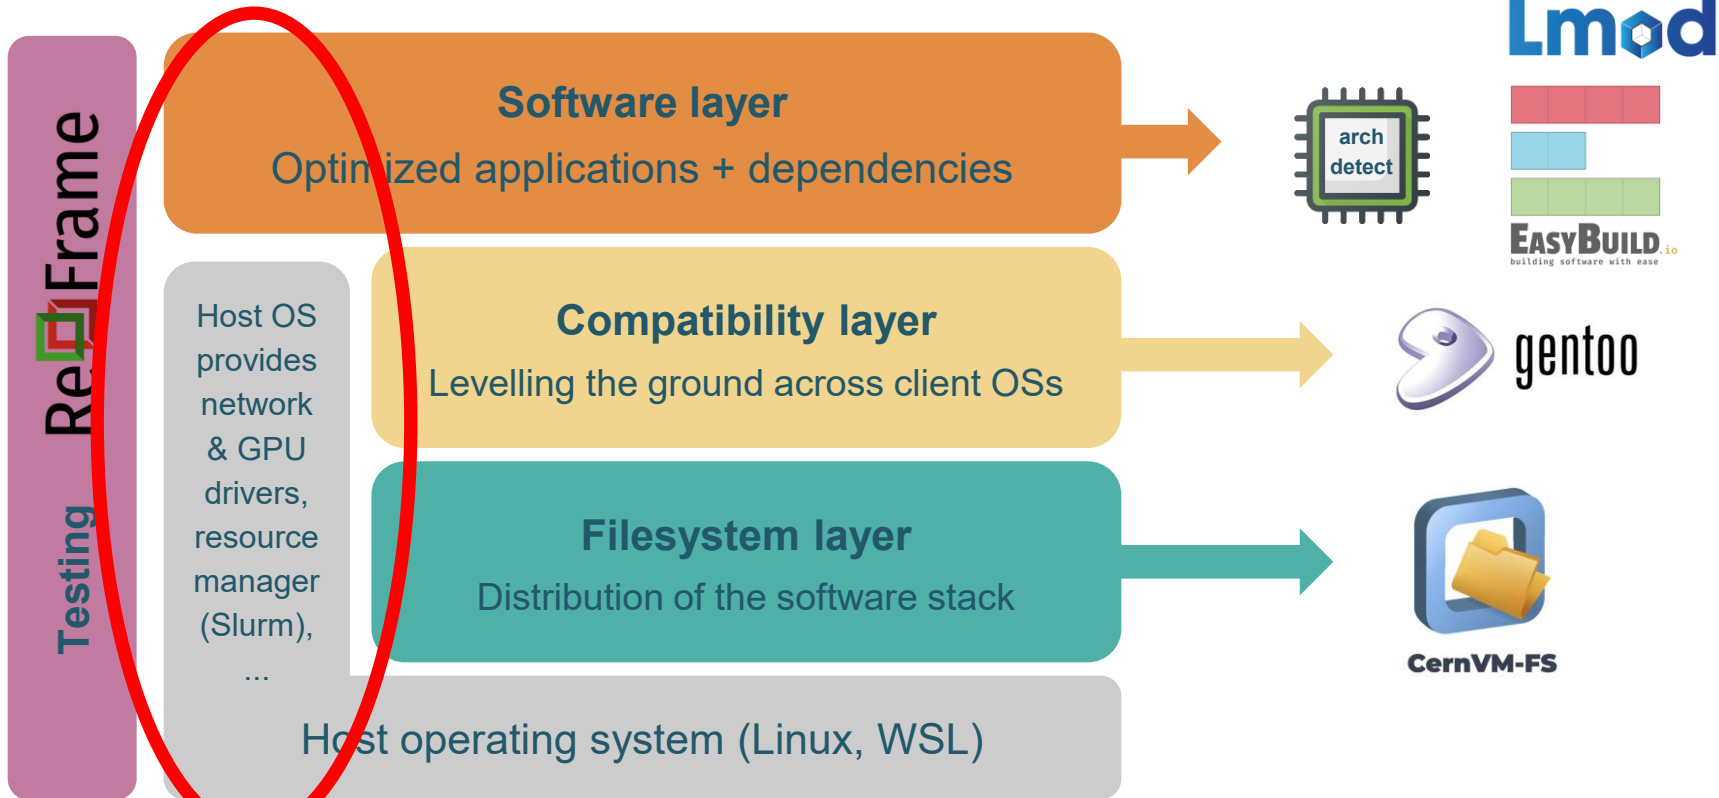 Lmod
Software layer
Optimized applications + dependencies
arch
detect
EASYBUILD.io
building software with ease
ReFrame
Testing
Host OS
provides
network
& GPU
drivers,
resource
manager
(Slurm),
...
Compatibility layer
Levelling the ground across client OSs
gentoo
Filesystem layer
Distribution of the software stack
CernVM-FS
Host operating system (Linux, WSL)